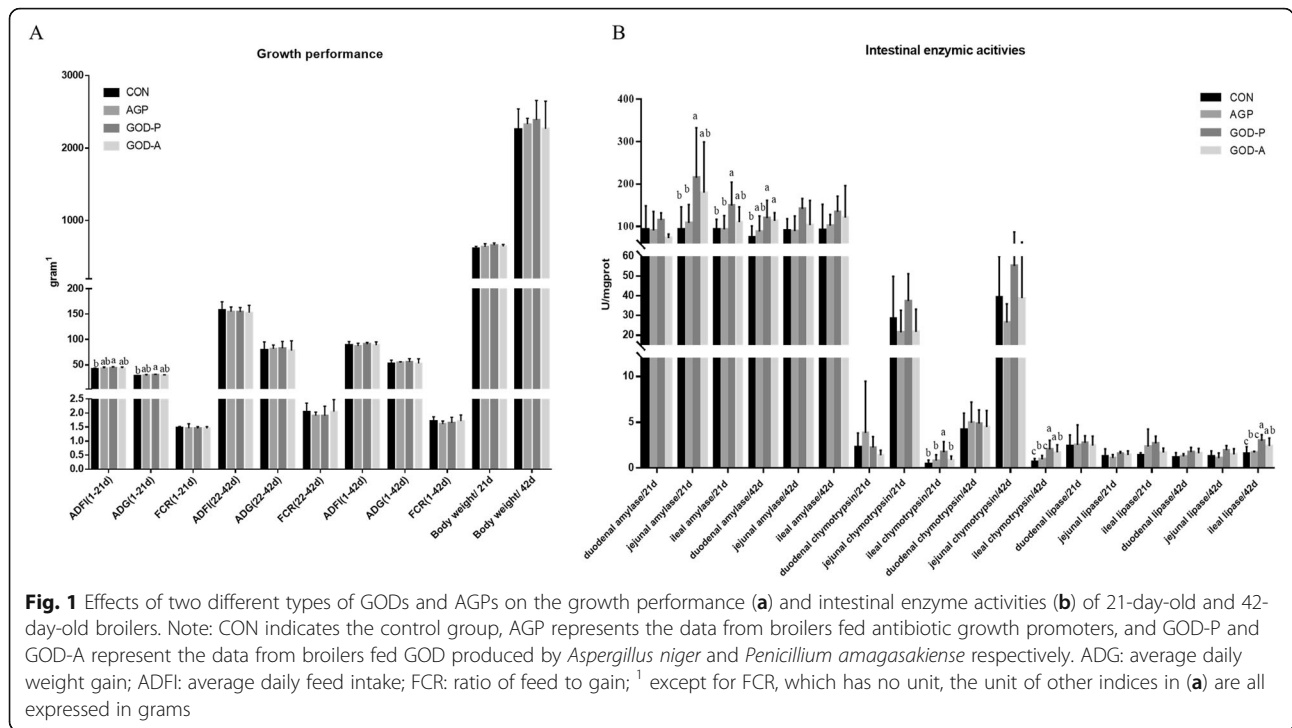 A
Growth performance
CON
AGP
GOD-P
GOD-A
gram1
3000
2000
1000
200
150
100
50
2.5
2.0
1.5
1.0
0.5
0.0
b ab a ab
b ab a ab
ADFI(1-21d)
ADG(1-21d)
FCR(1-21d)
ADFI(22-42d)
ADG(22-42d)
FCR(22-42d)
ADFI(1-42d)
ADG(1-42d)
FCR(1-42d)
Body weight/ 21d
Body weight/ 42d
B
Intestinal enzymic acitivies
CON
AGP
GOD-P
GOD-A
U/mgprot
400
300
200
100
60
50
40
30
20
10
5
0
b b a ab
b b a ab
b ab a a
b b a b
c bc a ab
c bc a ab
duodenal amylase/21d
jejunal amylase/21d
ileal amylase/21d
duodenal amylase/42d
jejunal amylase/42d
ileal amylase/42d
duodenal chymotrypsin/21d
jejunal chymotrypsin/21d
ileal chymotrypsin/21d
duodenal chymotrypsin/42d
jejunal chymotrypsin/42d
ileal chymotrypsin/42d
duodenal lipase/21d
jejunal lipase/21d
ileal lipase/21d
duodenal lipase/42d
jejunal lipase/42d
ileal lipase/42d
Fig. 1 Effects of two different types of GODs and AGPs on the growth performance (a) and intestinal enzyme activities (b) of 21-day-old and 42-
day-old broilers. Note: CON indicates the control group, AGP represents the data from broilers fed antibiotic growth promoters, and GOD-P and
GOD-A represent the data from broilers fed GOD produced by Aspergillus niger and Penicillium amagasakiense respectively. ADG: average daily
weight gain; ADFI: average daily feed intake; FCR: ratio of feed to gain; 1 except for FCR, which has no unit, the unit of other indices in (a) are all
expressed in grams